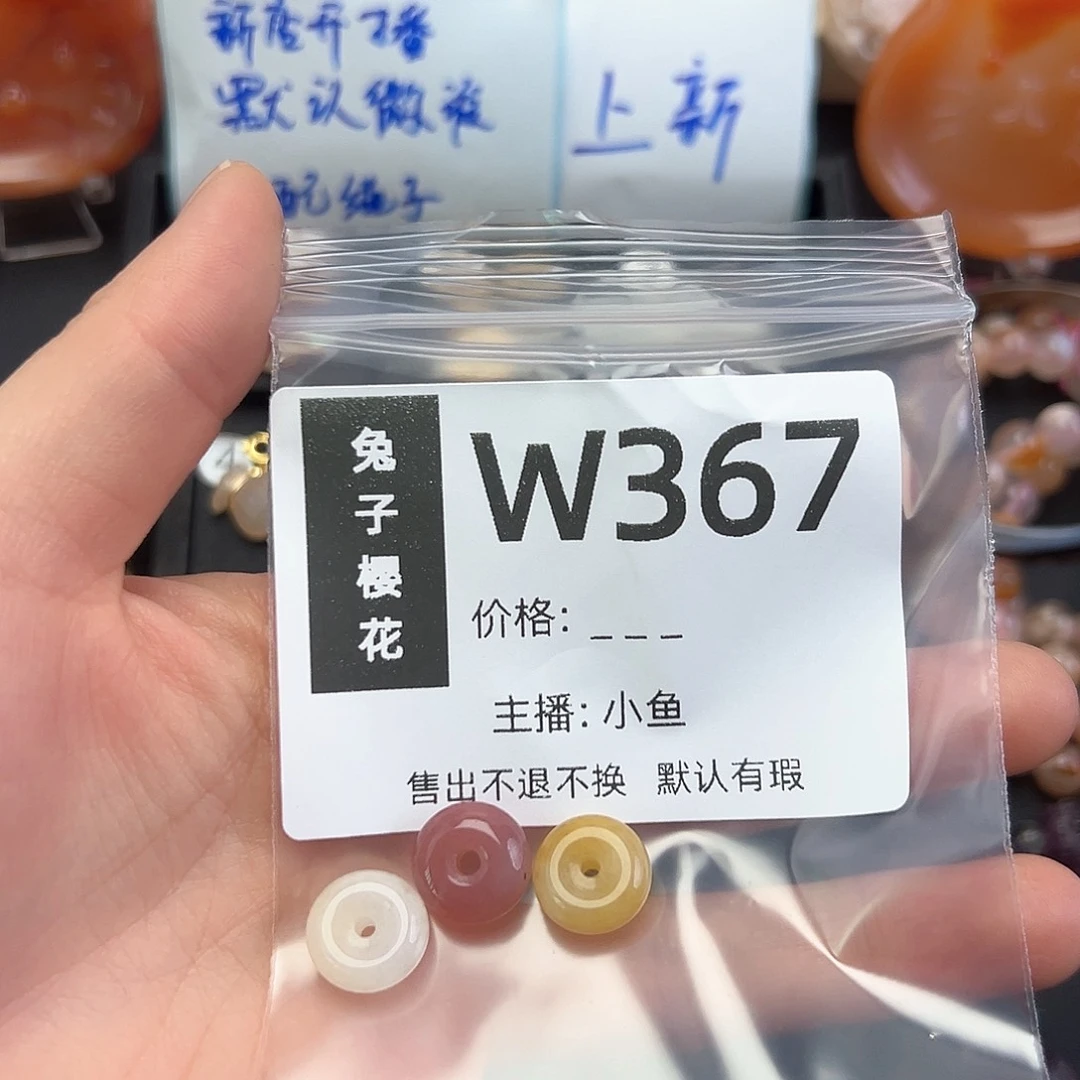 新店开播
默认微瑕
配绳子
上新
兔子樱花
W367
价格: _ _ _
主播: 小鱼
售出不退不换 默认有瑕